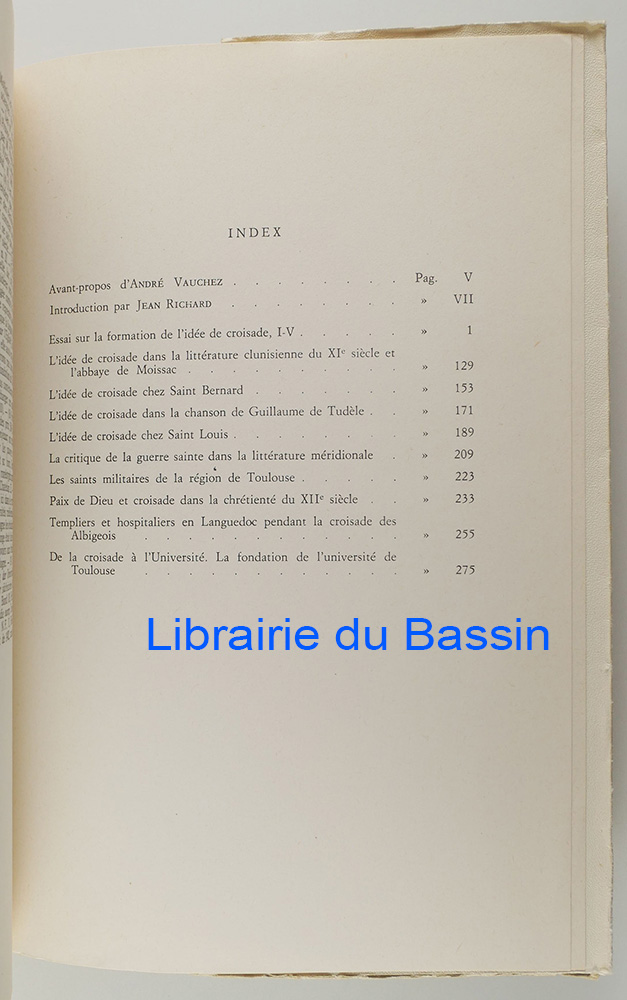 INDEX
Avant-propos d'ANDRÉ VAUCHEZ . . . . . . . . Pag. V
Introduction par JEAN RICHARD . . . . . . . . » VII
Essai sur la formation de l'idée de croisade, I-V . . . . . » 1
L'idée de croisade dans la littérature clunisienne du XIe siècle et
l'abbaye de Moissac . . . . . . . . . . » 129
L'idée de croisade chez Saint Bernard . . . . . . . » 153
L'idée de croisade dans la chanson de Guillaume de Tudèle . . » 171
L'idée de croisade chez Saint Louis . . . . . . . » 189
La critique de la guerre sainte dans la littérature méridionale . » 209
Les saints militaires de la région de Toulouse . . . . . » 223
Paix de Dieu et croisade dans la chrétienté du XIIe siècle . . » 233
Templiers et hospitaliers en Languedoc pendant la croisade des
Albigeois . . . . . . . . . . . » 255
De la croisade à l'Université. La fondation de l'université de
Toulouse . . . . . . . . . . . » 275
Librairie du Bassin